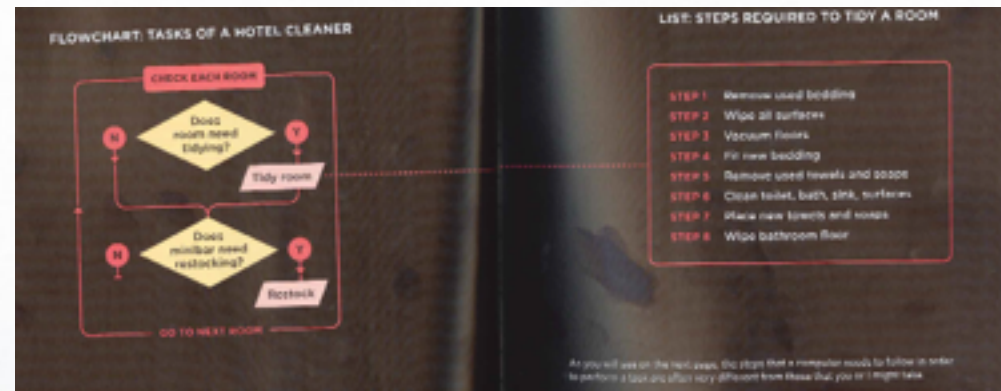 FLOWCHART: TASKS OF A HOTEL CLEANER
CHECK EACH ROOM
Does
room need
tidying?
N
Y
Tidy room
Does
minibar need
restocking?
N
Y
Restock
GO TO NEXT ROOM
LIST: STEPS REQUIRED TO TIDY A ROOM
STEP 1 Remove used bedding
STEP 2 Wipe all surfaces
STEP 3 Vacuum floors
STEP 4 Fit new bedding
STEP 5 Remove used towels and soaps
STEP 6 Clean toilet, bath, sink, surfaces
STEP 7 Place new towels and soaps
STEP 8 Wipe bathroom floor
As you will see on the next page, the steps that a computer needs to follow in order
to perform a task are often very different from those that you or I might take.